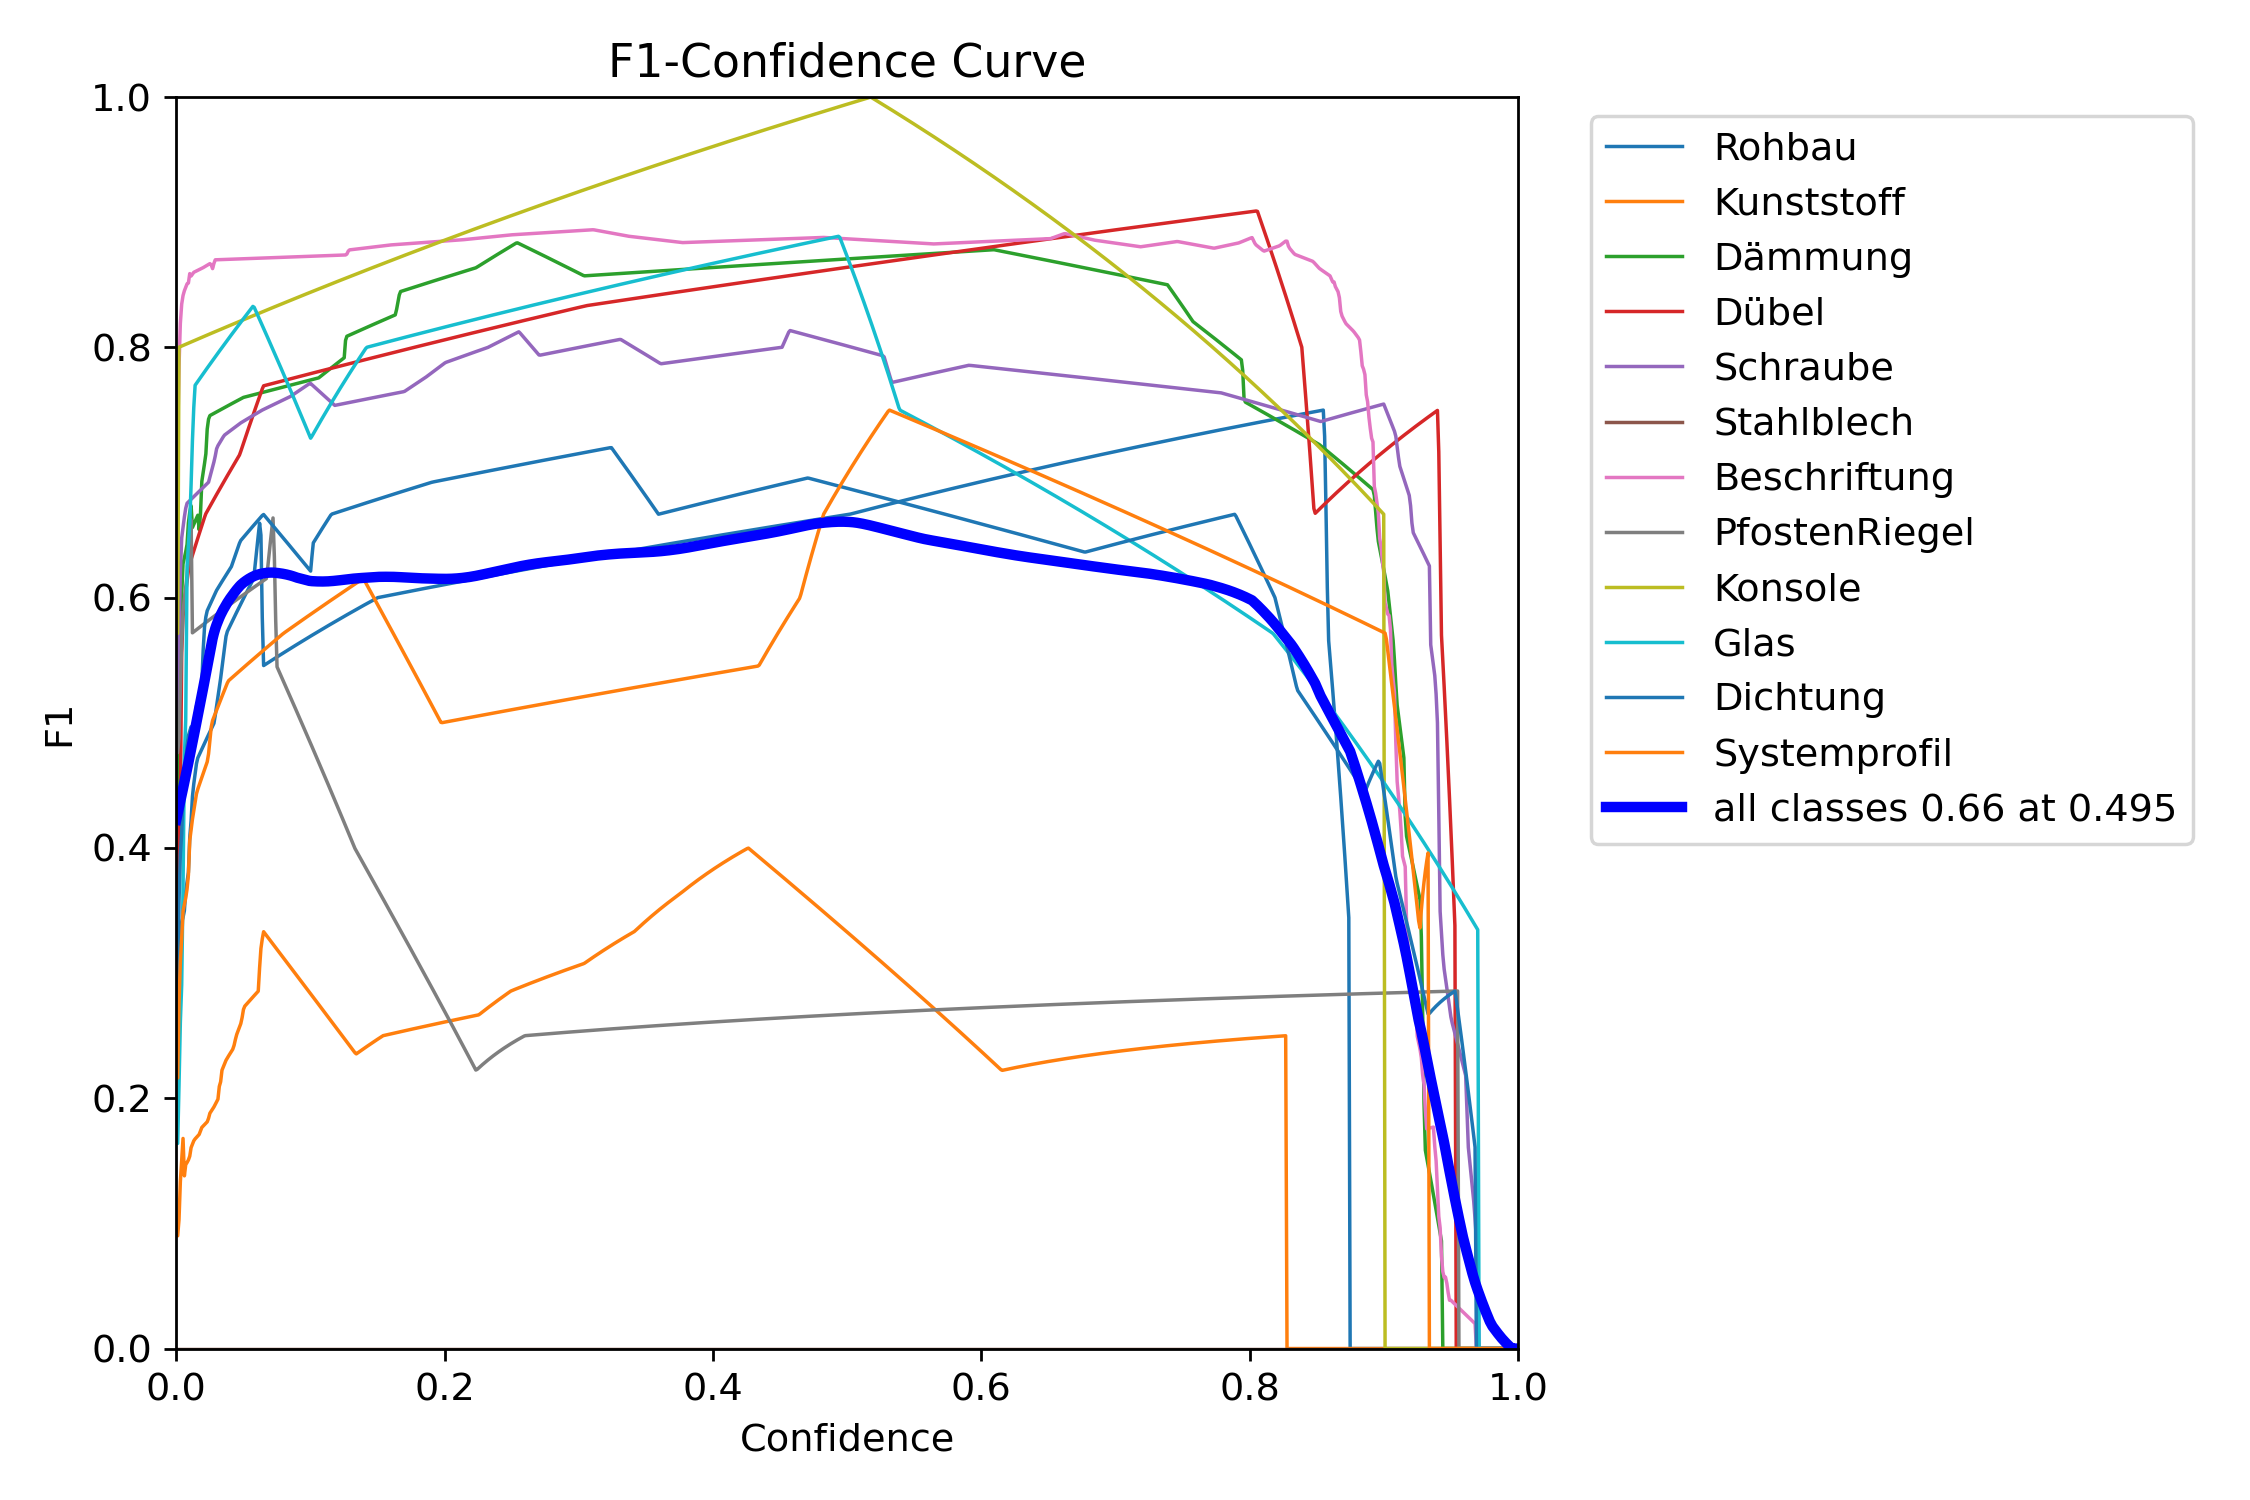 F1-Confidence Curve
1.0
0.8
0.6
0.4
0.2
0.0
F1
0.0 0.2 0.4 0.6 0.8 1.0
Confidence
Rohbau
Kunststoff
Dämmung
Dübel
Schraube
Stahlblech
Beschriftung
PfostenRiegel
Konsole
Glas
Dichtung
Systemprofil
all classes 0.66 at 0.495